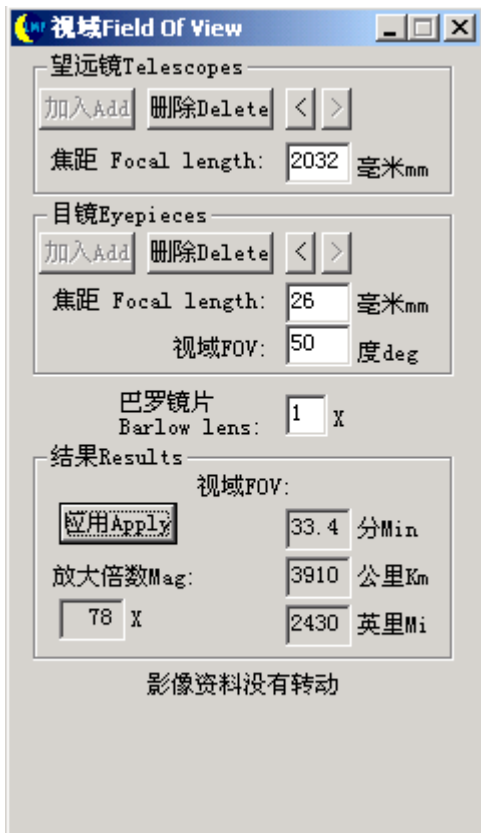 視域Field Of View
望远镜Telescopes
加入Add 删除Delete < >
焦距 Focal length: 2032 毫米mm
目镜Eyepieces
加入Add 删除Delete < >
焦距 Focal length: 26 毫米mm
视域FOV: 50 度deg
巴罗镜片
Barlow lens: 1 X
结果Results
视域FOV:
应用Apply 33.4 分Min
放大倍数Mag: 3910 公里Km
78 X 2430 英里Mi
影像资料没有转动